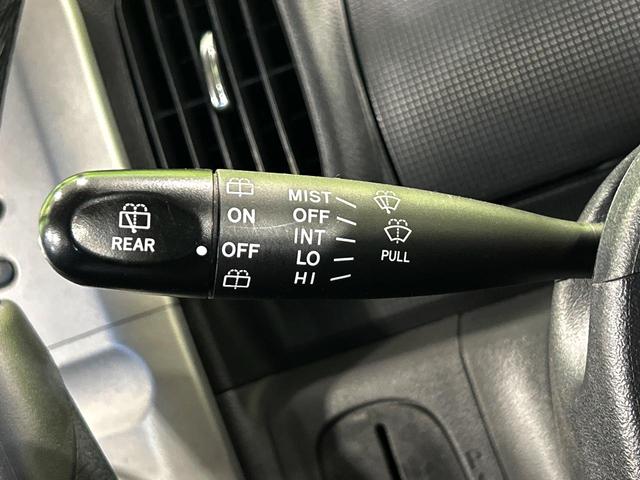 REAR
ON
OFF
MIST
OFF
INT
LO
HI
PULL